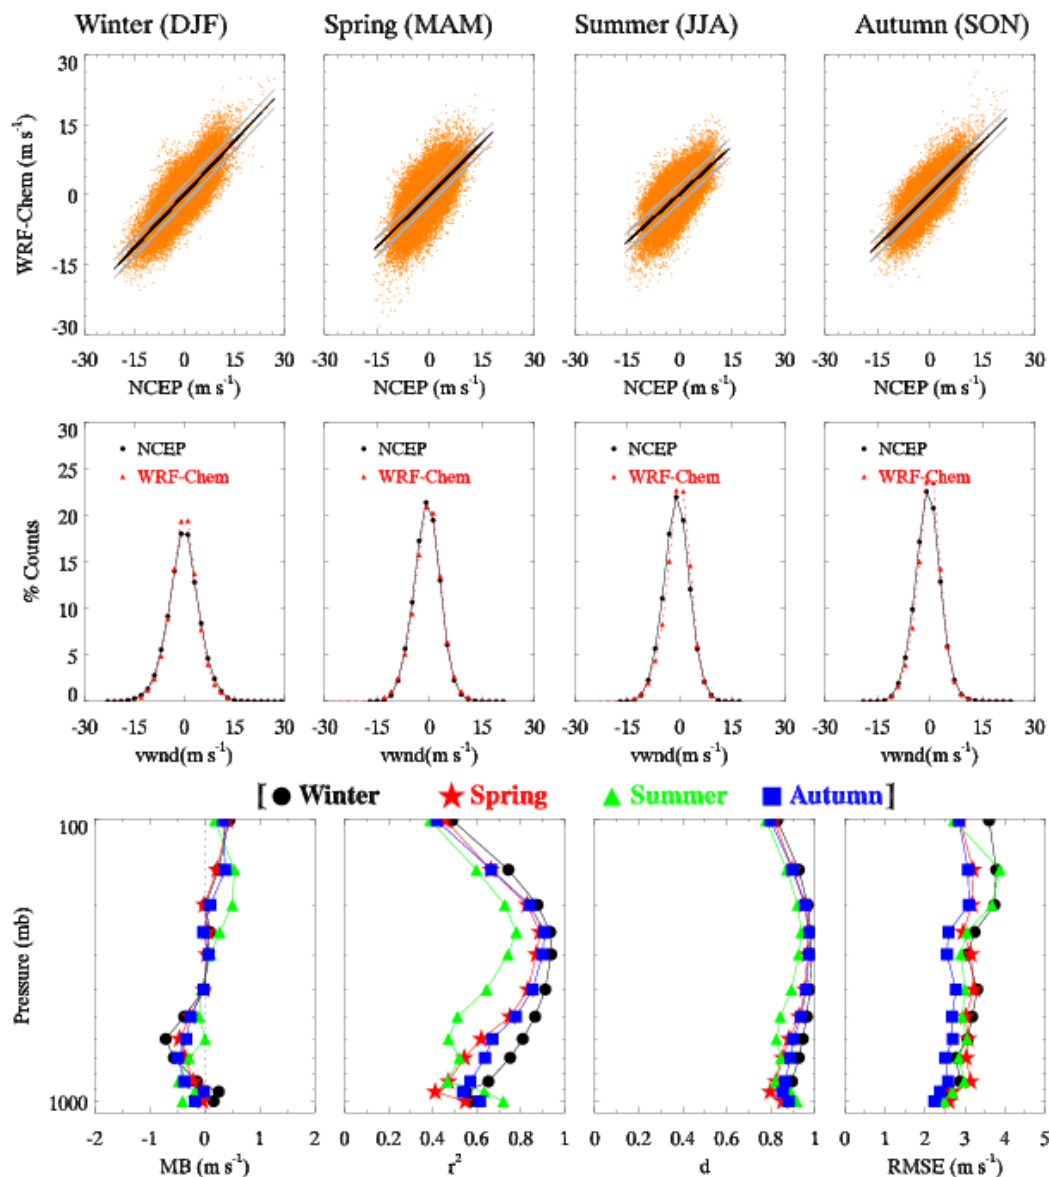 Winter (DJF) Spring (MAM) Summer (JJA) Autumn (SON)
30
15
0
-15
-30
WRF-Chem (m s⁻¹)
-30 -15 0 15 30 -30 -15 0 15 30 -30 -15 0 15 30 -30 -15 0 15 30
NCEP (m s⁻¹) NCEP (m s⁻¹) NCEP (m s⁻¹) NCEP (m s⁻¹)
30
25
20
15
10
5
0
% Counts
NCEP NCEP NCEP NCEP
WRF-Chem WRF-Chem WRF-Chem WRF-Chem
-30 -15 0 15 30 -30 -15 0 15 30 -30 -15 0 15 30 -30 -15 0 15 30
vwnd(m s⁻¹) vwnd(m s⁻¹) vwnd(m s⁻¹) vwnd(m s⁻¹)
[ Winter Spring Summer Autumn ]
100
1000
Pressure (mb)
-2 -1 0 1 2 0 0.2 0.4 0.6 0.8 1 0 0.2 0.4 0.6 0.8 1 0 1 2 3 4 5
MB (m s⁻¹) r² d RMSE (m s⁻¹)